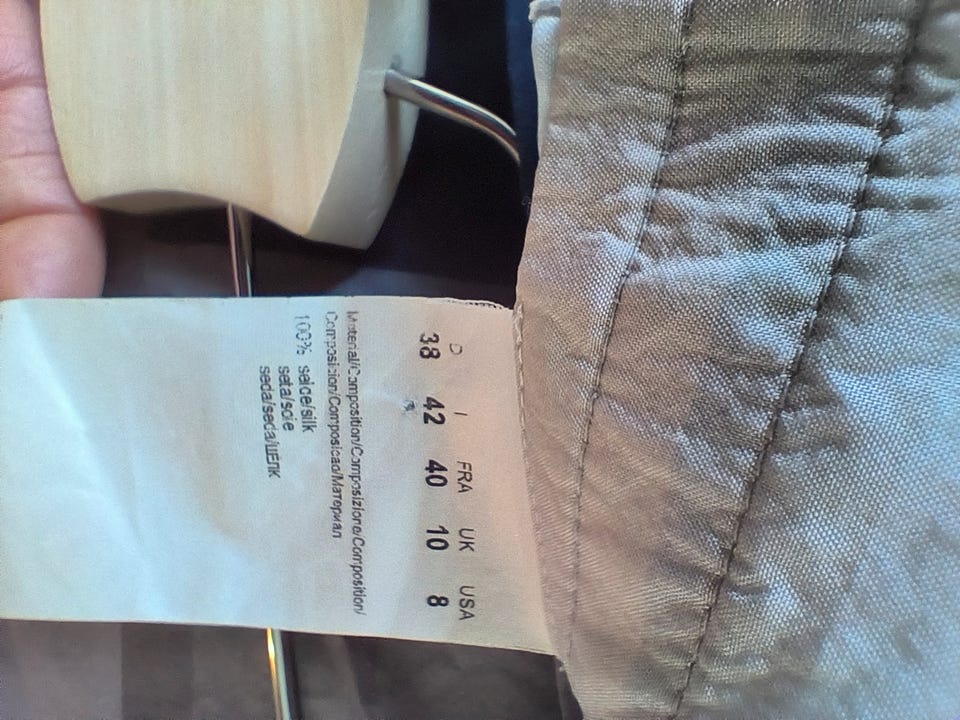 D I FRA UK USA
38 42 40 10 8
Material/Composition/Composizione/Composition/
Composicion/Composicao/Материал
100% seide/silk
seta/soie
seda/seda/шёлк